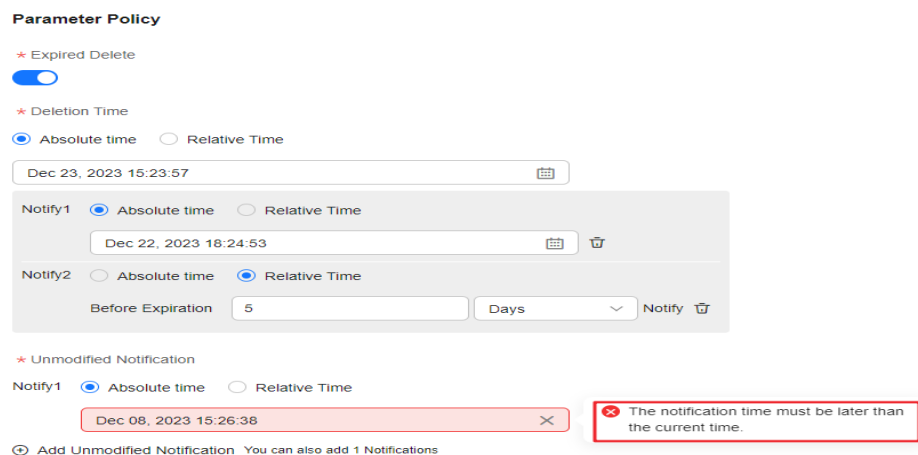 Parameter Policy
* Expired Delete
* Deletion Time
Absolute time Relative Time
Dec 23, 2023 15:23:57
Notify1 Absolute time Relative Time
Dec 22, 2023 18:24:53
Notify2 Absolute time Relative Time
Before Expiration 5 Days Notify
* Unmodified Notification
Notify1 Absolute time Relative Time
Dec 08, 2023 15:26:38
The notification time must be later than
the current time.
Add Unmodified Notification You can also add 1 Notifications